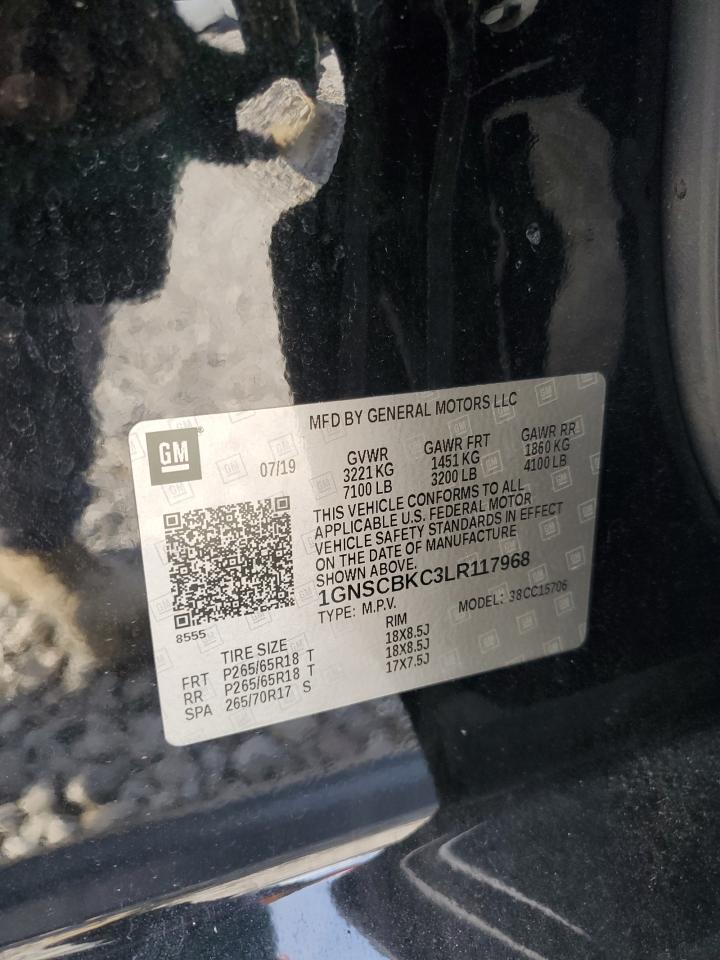 MFD BY GENERAL MOTORS LLC
GM ®
07/19
GVWR GAWR FRT GAWR RR
3221 KG 1451 KG 1860 KG
7100 LB 3200 LB 4100 LB
THIS VEHICLE CONFORMS TO ALL
APPLICABLE U.S. FEDERAL MOTOR
VEHICLE SAFETY STANDARDS IN EFFECT
ON THE DATE OF MANUFACTURE
SHOWN ABOVE.
1GNSCBKC3LR117968
TYPE: M.P.V. MODEL: 38CC15706
8555
TIRE SIZE RIM
FRT P265/65R18 T 18X8.5J
RR P265/65R18 T 18X8.5J
SPA 265/70R17 S 17X7.5J